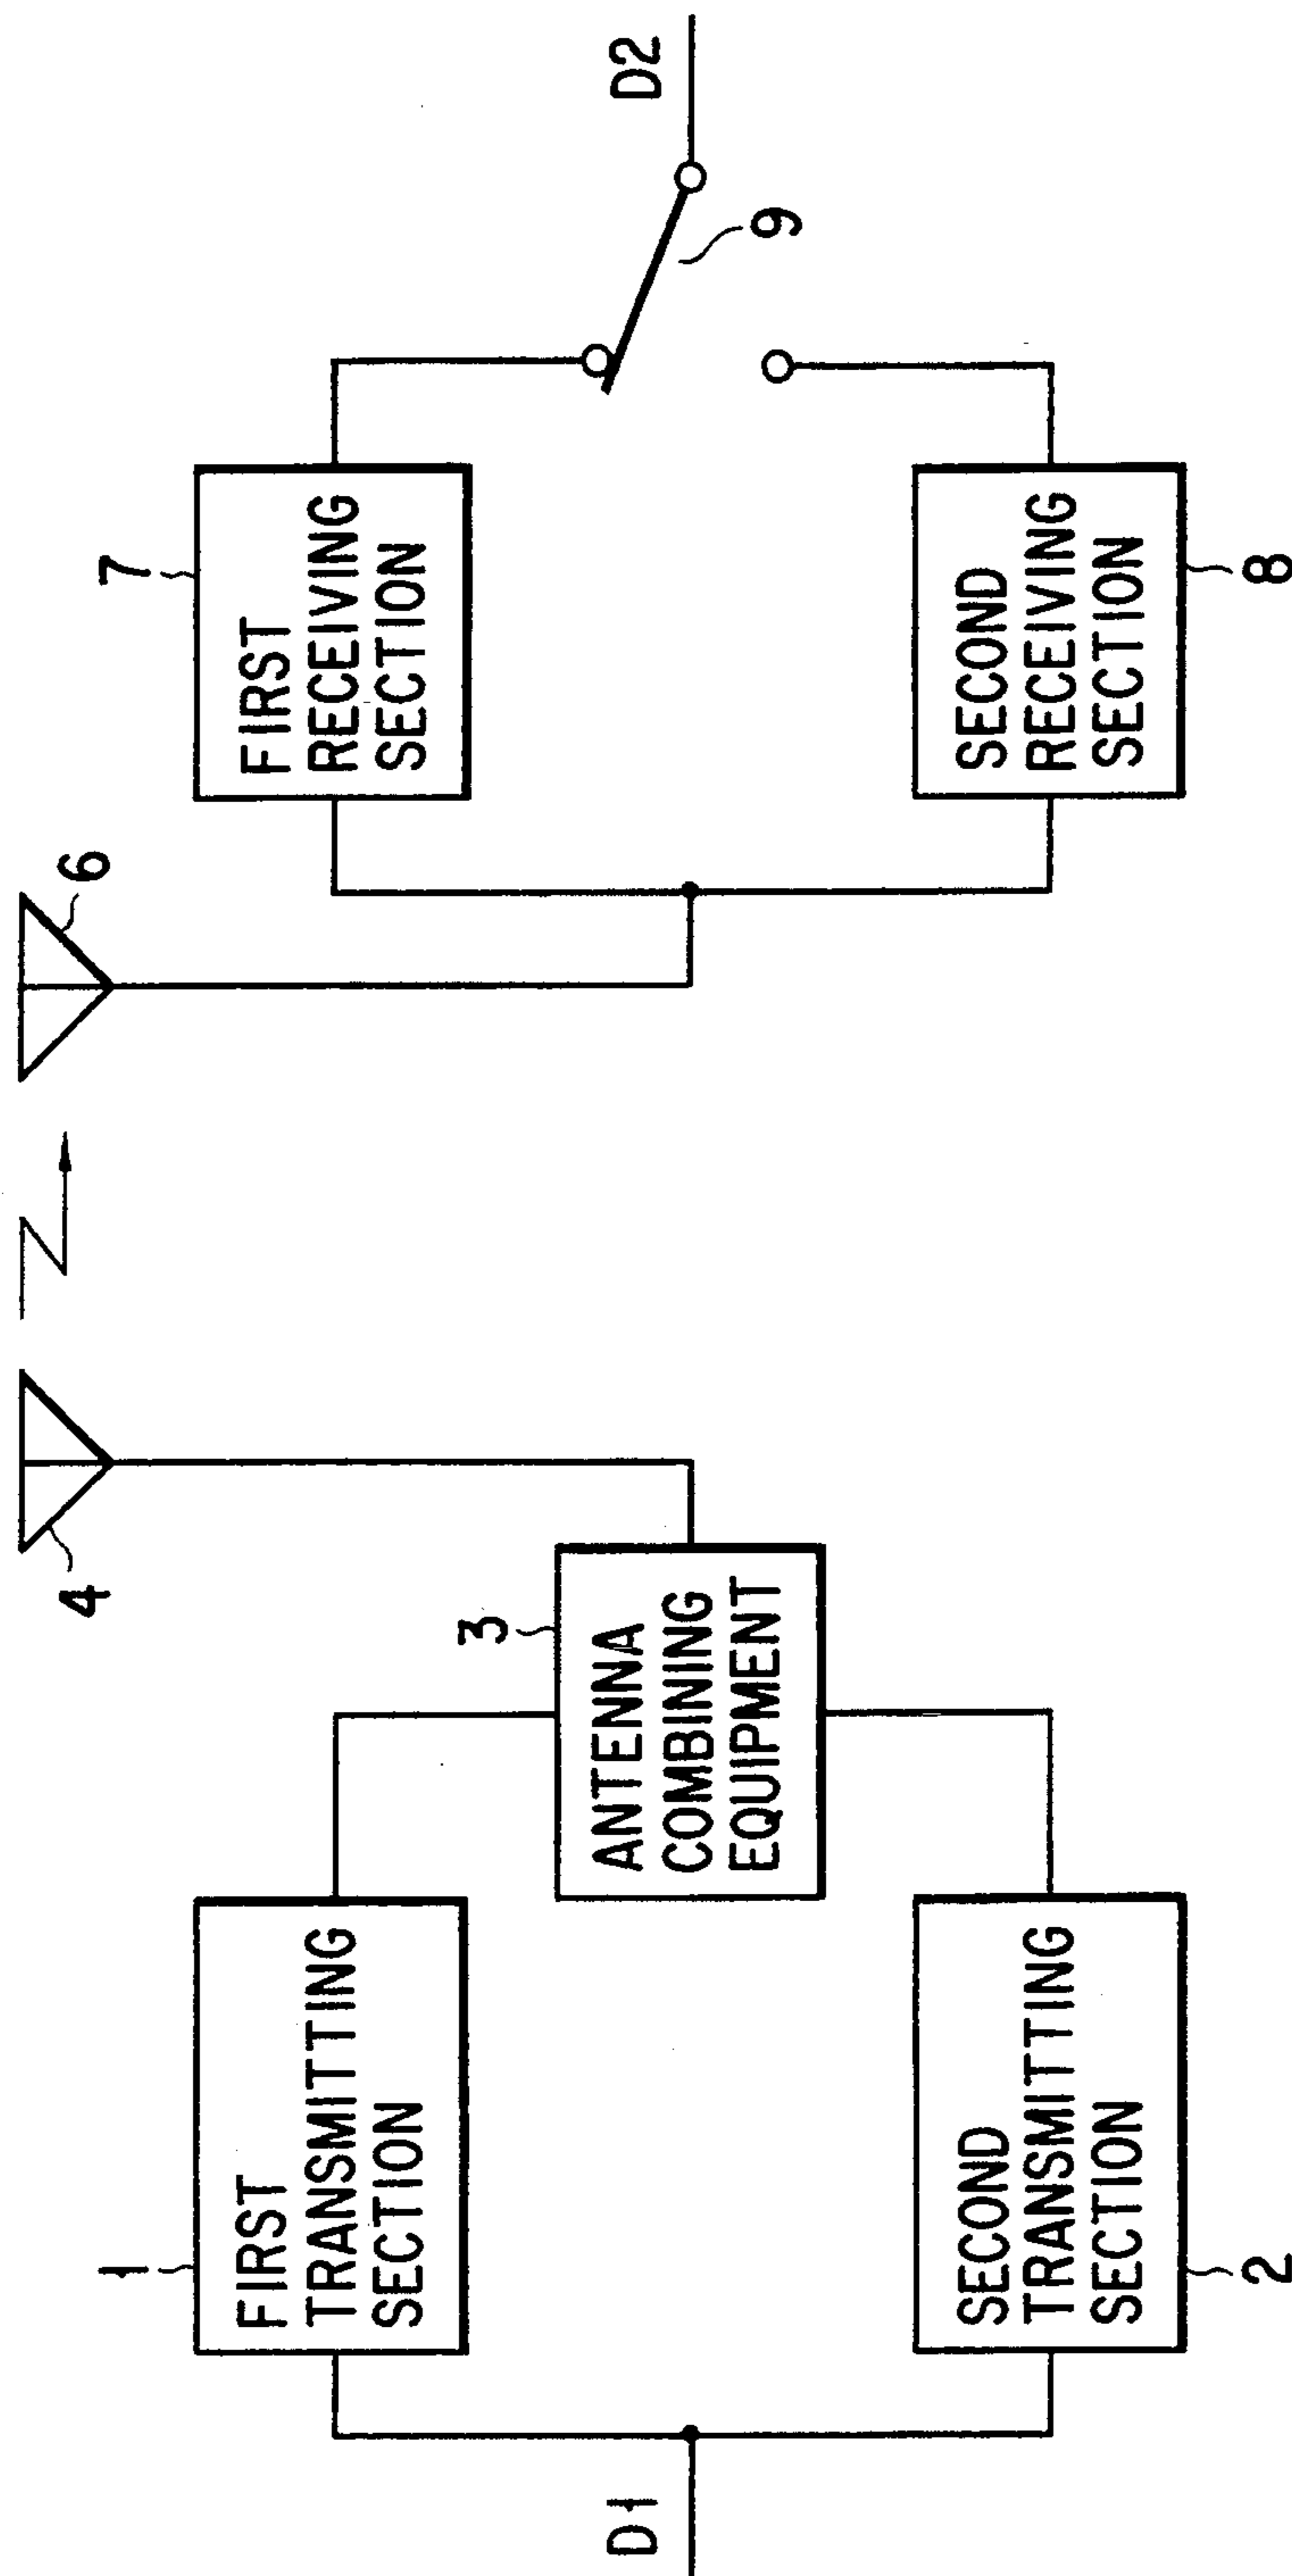 4
6
1
FIRST
TRANSMITTING
SECTION
7
FIRST
RECEIVING
SECTION
D1
3
ANTENNA
COMBINING
EQUIPMENT
D2
9
SECOND
TRANSMITTING
SECTION
2
SECOND
RECEIVING
SECTION
8